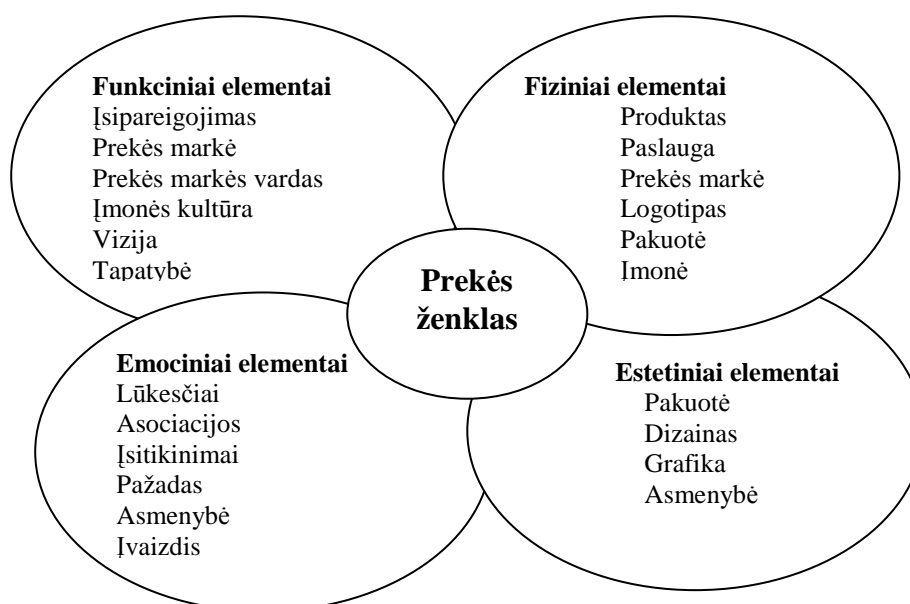 Funkciniai elementai
Įsipareigojimas
Prekės markė
Prekės markės vardas
Įmonės kultūra
Vizija
Tapatybė
Fiziniai elementai
Produktas
Paslauga
Prekės markė
Logotipas
Pakuotė
Įmonė
Prekės
ženklas
Emociniai elementai
Lūkesčiai
Asociacijos
Įsitikinimai
Pažadas
Asmenybė
Įvaizdis
Estetiniai elementai
Pakuotė
Dizainas
Grafika
Asmenybė